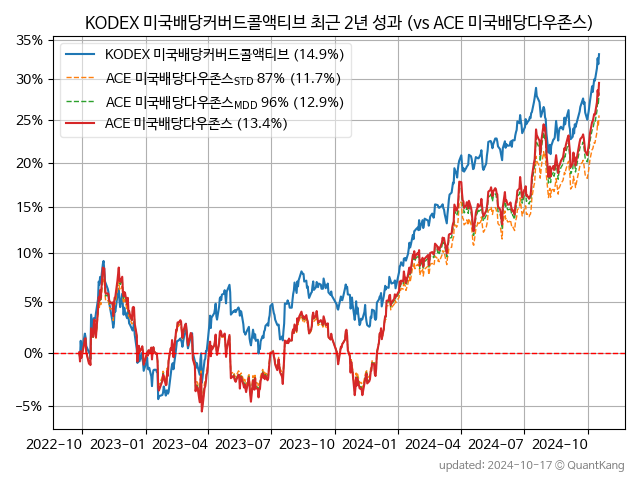 KODEX 미국배당커버드콜액티브 최근 2년 성과 (vs ACE 미국배당다우존스)
35%
30%
25%
20%
15%
10%
5%
0%
−5%
KODEX 미국배당커버드콜액티브 (14.9%)
ACE 미국배당다우존스STD 87% (11.7%)
ACE 미국배당다우존스MDD 96% (12.9%)
ACE 미국배당다우존스 (13.4%)
2022-10 2023-01 2023-04 2023-07 2023-10 2024-01 2024-04 2024-07 2024-10
updated: 2024-10-17 © QuantKang